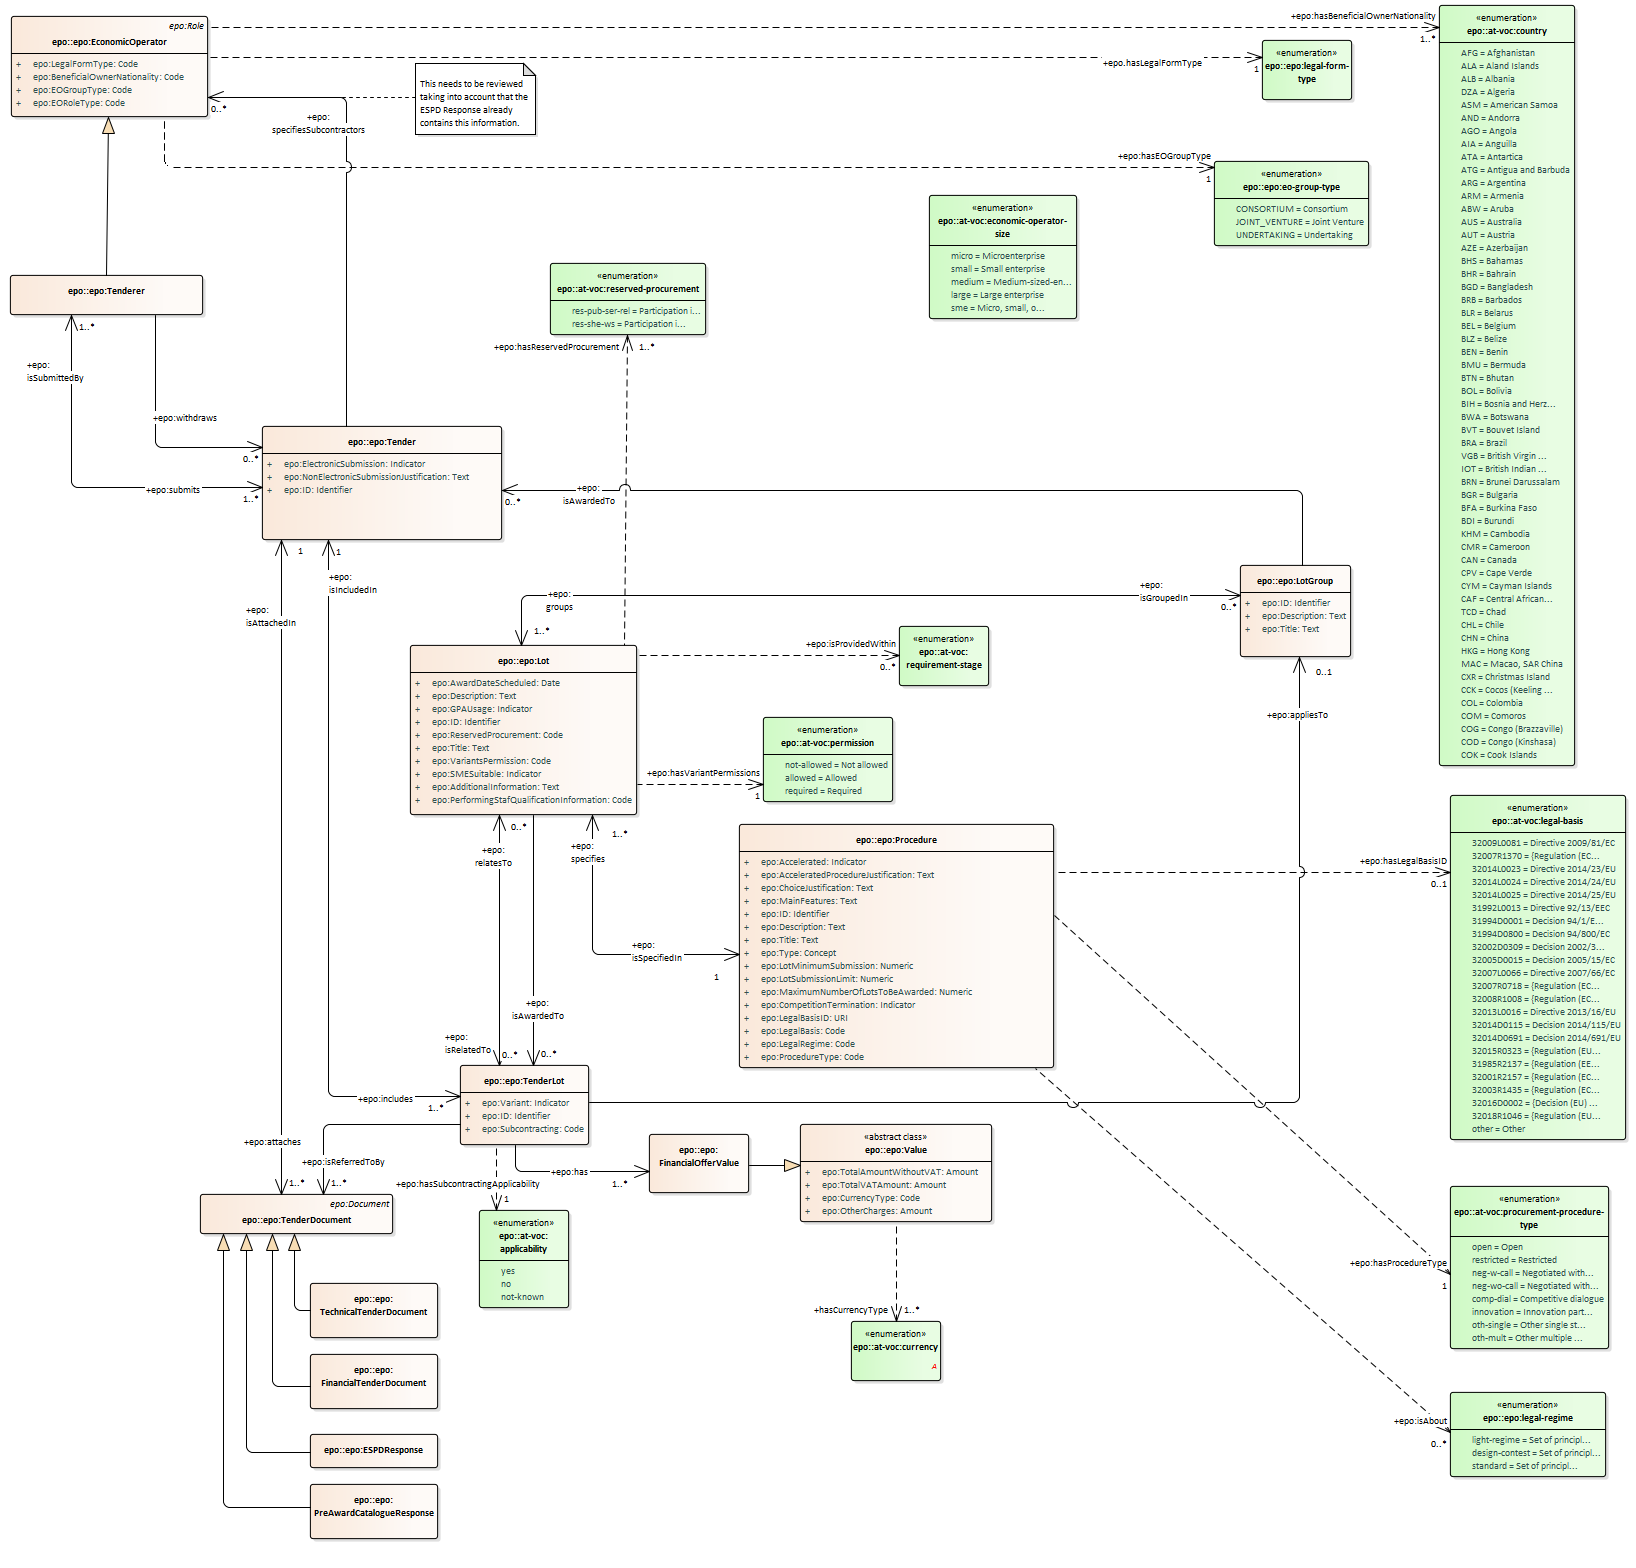 epo:Role
epo::epo:EconomicOperator
+ epo:LegalFormType: Code
+ epo:BeneficialOwnerNationality: Code
+ epo:EOGroupType: Code
+ epo:EORoleType: Code
+epo:hasBeneficialOwnerNationality
1..*
+epo.hasLegalFormType
1
«enumeration»
epo::epo:legal-form-
type
This needs to be reviewed
taking into account that the
ESPD Response already
contains this information.
0..*
+epo:
specifiesSubcontractors
+epo:hasEOGroupType
1
«enumeration»
epo::epo:eo-group-type
CONSORTIUM = Consortium
JOINT_VENTURE = Joint Venture
UNDERTAKING = Undertaking
«enumeration»
epo::at-voc:economic-operator-
size
micro = Microenterprise
small = Small enterprise
medium = Medium-sized-en...
large = Large enterprise
sme = Micro, small, o...
«enumeration»
epo::at-voc:reserved-procurement
res-pub-ser-rel = Participation i...
res-she-ws = Participation i...
+epo:hasReservedProcurement
1..*
«enumeration»
epo::at-voc:country
AFG = Afghanistan
ALA = Aland Islands
ALB = Albania
DZA = Algeria
ASM = American Samoa
AND = Andorra
AGO = Angola
AIA = Anguilla
ATA = Antartica
ATG = Antigua and Barbuda
ARG = Argentina
ARM = Armenia
ABW = Aruba
AUS = Australia
AUT = Austria
AZE = Azerbaijan
BHS = Bahamas
BHR = Bahrain
BGD = Bangladesh
BRB = Barbados
BLR = Belarus
BEL = Belgium
BLZ = Belize
BEN = Benin
BMU = Bermuda
BTN = Bhutan
BOL = Bolivia
BIH = Bosnia and Herz...
BWA = Botswana
BVT = Bouvet Island
BRA = Brazil
VGB = British Virgin ...
IOT = British Indian ...
BRN = Brunei Darussalam
BGR = Bulgaria
BFA = Burkina Faso
BDI = Burundi
KHM = Cambodia
CMR = Cameroon
CAN = Canada
CPV = Cape Verde
CYM = Cayman Islands
CAF = Central African...
TCD = Chad
CHL = Chile
CHN = China
HKG = Hong Kong
MAC = Macao, SAR China
CXR = Christmas Island
CCK = Cocos (Keeling ...
COL = Colombia
COM = Comoros
COG = Congo (Brazzaville)
COD = Congo (Kinshasa)
COK = Cook Islands
epo::epo:Tenderer
1..*
+epo:
isSubmittedBy
+epo:withdraws
0..*
+epo:submits
1..*
epo::epo:Tender
+ epo:ElectronicSubmission: Indicator
+ epo:NonElectronicSubmissionJustification: Text
+ epo:ID: Identifier
+epo:
isAwardedTo
0..*
1
1
+epo:
isIncludedIn
+epo:
isAttachedIn
+epo:
groups
1..*
+epo:
isGroupedIn
0..*
epo::epo:LotGroup
+ epo:ID: Identifier
+ epo:Description: Text
+ epo:Title: Text
0..1
+epo:appliesTo
epo::epo:Lot
+ epo:AwardDateScheduled: Date
+ epo:Description: Text
+ epo:GPAUsage: Indicator
+ epo:ID: Identifier
+ epo:ReservedProcurement: Code
+ epo:Title: Text
+ epo:VariantsPermission: Code
+ epo:SMESuitable: Indicator
+ epo:AdditionalInformation: Text
+ epo:PerformingStafQualificationInformation: Code
+epo:isProvidedWithin
0..*
«enumeration»
epo::at-voc:
requirement-stage
+epo:hasVariantPermissions
1
«enumeration»
epo::at-voc:permission
not-allowed = Not allowed
allowed = Allowed
required = Required
0..*
+epo:
relatesTo
1..*
+epo:
specifies
+epo:
isSpecifiedIn
1
epo::epo:Procedure
+ epo:Accelerated: Indicator
+ epo:AcceleratedProcedureJustification: Text
+ epo:ChoiceJustification: Text
+ epo:MainFeatures: Text
+ epo:ID: Identifier
+ epo:Description: Text
+ epo:Title: Text
+ epo:Type: Concept
+ epo:LotMinimumSubmission: Numeric
+ epo:LotSubmissionLimit: Numeric
+ epo:MaximumNumberOfLotsToBeAwarded: Numeric
+ epo:CompetitionTermination: Indicator
+ epo:LegalBasisID: URI
+ epo:LegalBasis: Code
+ epo:LegalRegime: Code
+ epo:ProcedureType: Code
+epo:hasLegalBasisID
0..1
«enumeration»
epo::at-voc:legal-basis
32009L0081 = Directive 2009/81/EC
32007R1370 = {Regulation (EC...
32014L0023 = Directive 2014/23/EU
32014L0024 = Directive 2014/24/EU
32014L0025 = Directive 2014/25/EU
31992L0013 = Directive 92/13/EEC
31994D0001 = Decision 94/1/E...
31994D0800 = Decision 94/800/EC
32002D0309 = Decision 2002/3...
32005D0015 = Decision 2005/15/EC
32007L0066 = Directive 2007/66/EC
32007R0718 = {Regulation (EC...
32008R1008 = {Regulation (EC...
32013L0016 = Directive 2013/16/EU
32014D0115 = Decision 2014/115/EU
32014D0691 = Decision 2014/691/EU
32015R0323 = {Regulation (EU...
31985R2137 = {Regulation (EE...
32001R2157 = {Regulation (EC...
32003R1435 = {Regulation (EC...
32016D0002 = {Decision (EU) ...
32018R1046 = {Regulation (EU...
other = Other
+epo:
isAwardedTo
0..*
+epo:
isRelatedTo
0..*
+epo:includes
1..*
epo::epo:TenderLot
+ epo:Variant: Indicator
+ epo:ID: Identifier
+ epo:Subcontracting: Code
+epo:attaches
1..*
+epo:isReferredToBy
1..*
+epo:hasSubcontractingApplicability
1
+epo:has
1..*
epo::epo:
FinancialOfferValue
«abstract class»
epo::epo:Value
+ epo:TotalAmountWithoutVAT: Amount
+ epo:TotalVATAmount: Amount
+ epo:CurrencyType: Code
+ epo:OtherCharges: Amount
epo:Document
epo::epo:TenderDocument
«enumeration»
epo::at-voc:
applicability
yes
no
not-known
+hasCurrencyType
1..*
«enumeration»
epo::at-voc:currency
A
+epo:hasProcedureType
1
«enumeration»
epo::at-voc:procurement-procedure-
type
open = Open
restricted = Restricted
neg-w-call = Negotiated with...
neg-wo-call = Negotiated with...
comp-dial = Competitive dialogue
innovation = Innovation part...
oth-single = Other single st...
oth-mult = Other multiple ...
epo::epo:
TechnicalTenderDocument
epo::epo:
FinancialTenderDocument
epo::epo:ESPDResponse
epo::epo:
PreAwardCatalogueResponse
+epo:isAbout
0..*
«enumeration»
epo::epo:legal-regime
light-regime = Set of principl...
design-contest = Set of principl...
standard = Set of principl...